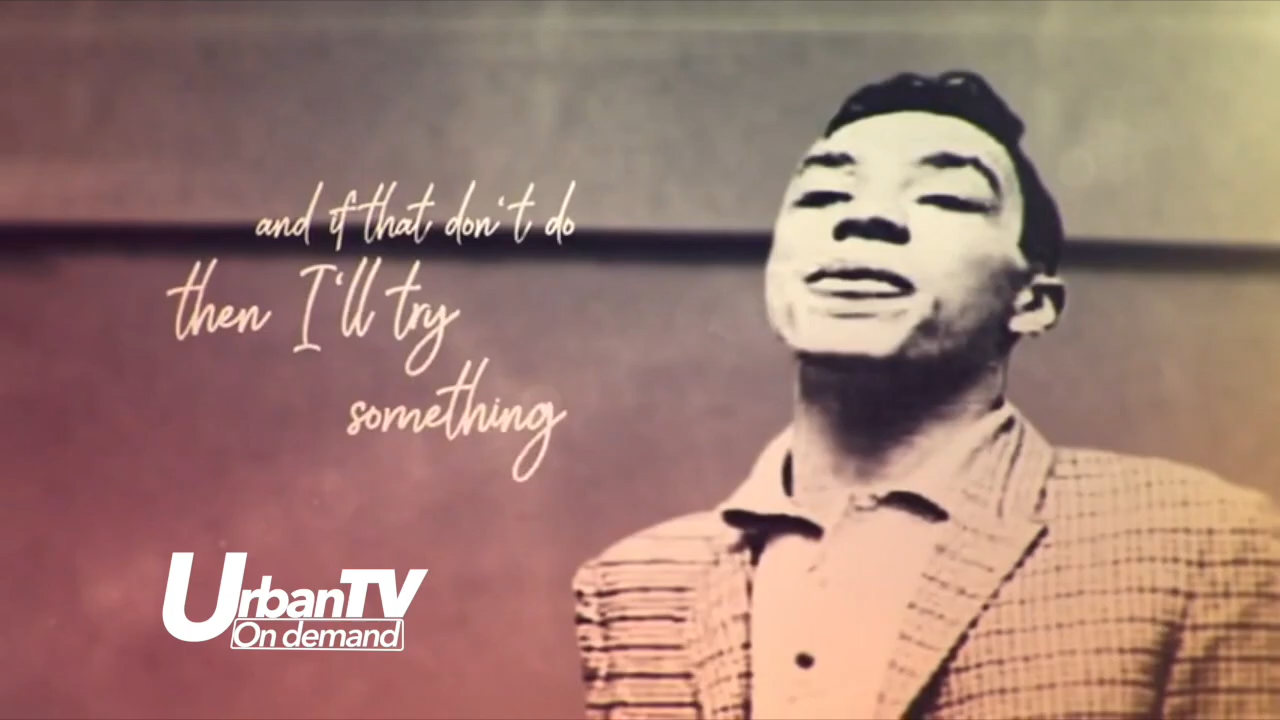 and if that don't do
then I'll try
something
UrbanTV
On demand